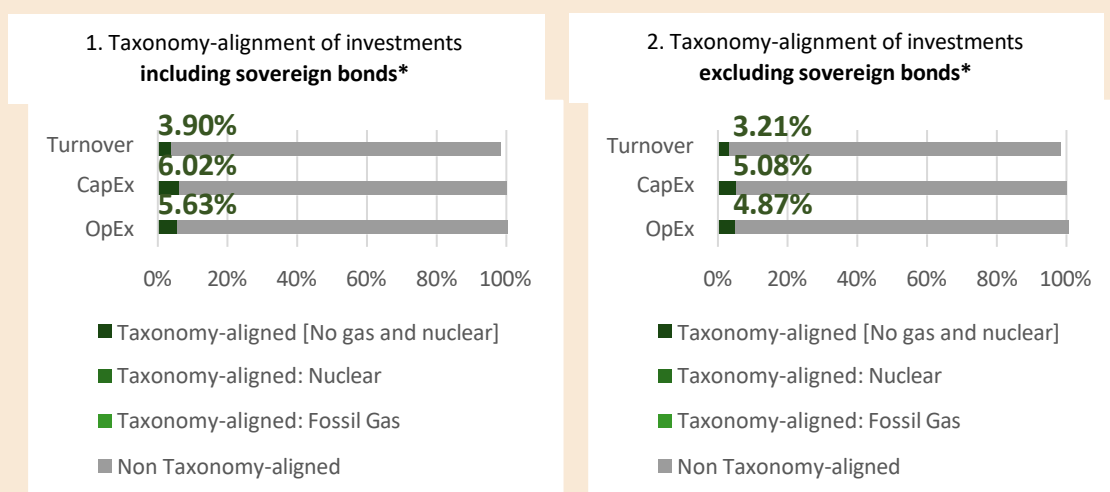 1. Taxonomy-alignment of investments
including sovereign bonds*
3.90%
Turnover
6.02%
CapEx
5.63%
OpEx
0% 20% 40% 60% 80% 100%
■ Taxonomy-aligned [No gas and nuclear]
■ Taxonomy-aligned: Nuclear
■ Taxonomy-aligned: Fossil Gas
■ Non Taxonomy-aligned
2. Taxonomy-alignment of investments
excluding sovereign bonds*
3.21%
Turnover
5.08%
CapEx
4.87%
OpEx
0% 20% 40% 60% 80% 100%
■ Taxonomy-aligned [No gas and nuclear]
■ Taxonomy-aligned: Nuclear
■ Taxonomy-aligned: Fossil Gas
■ Non Taxonomy-aligned